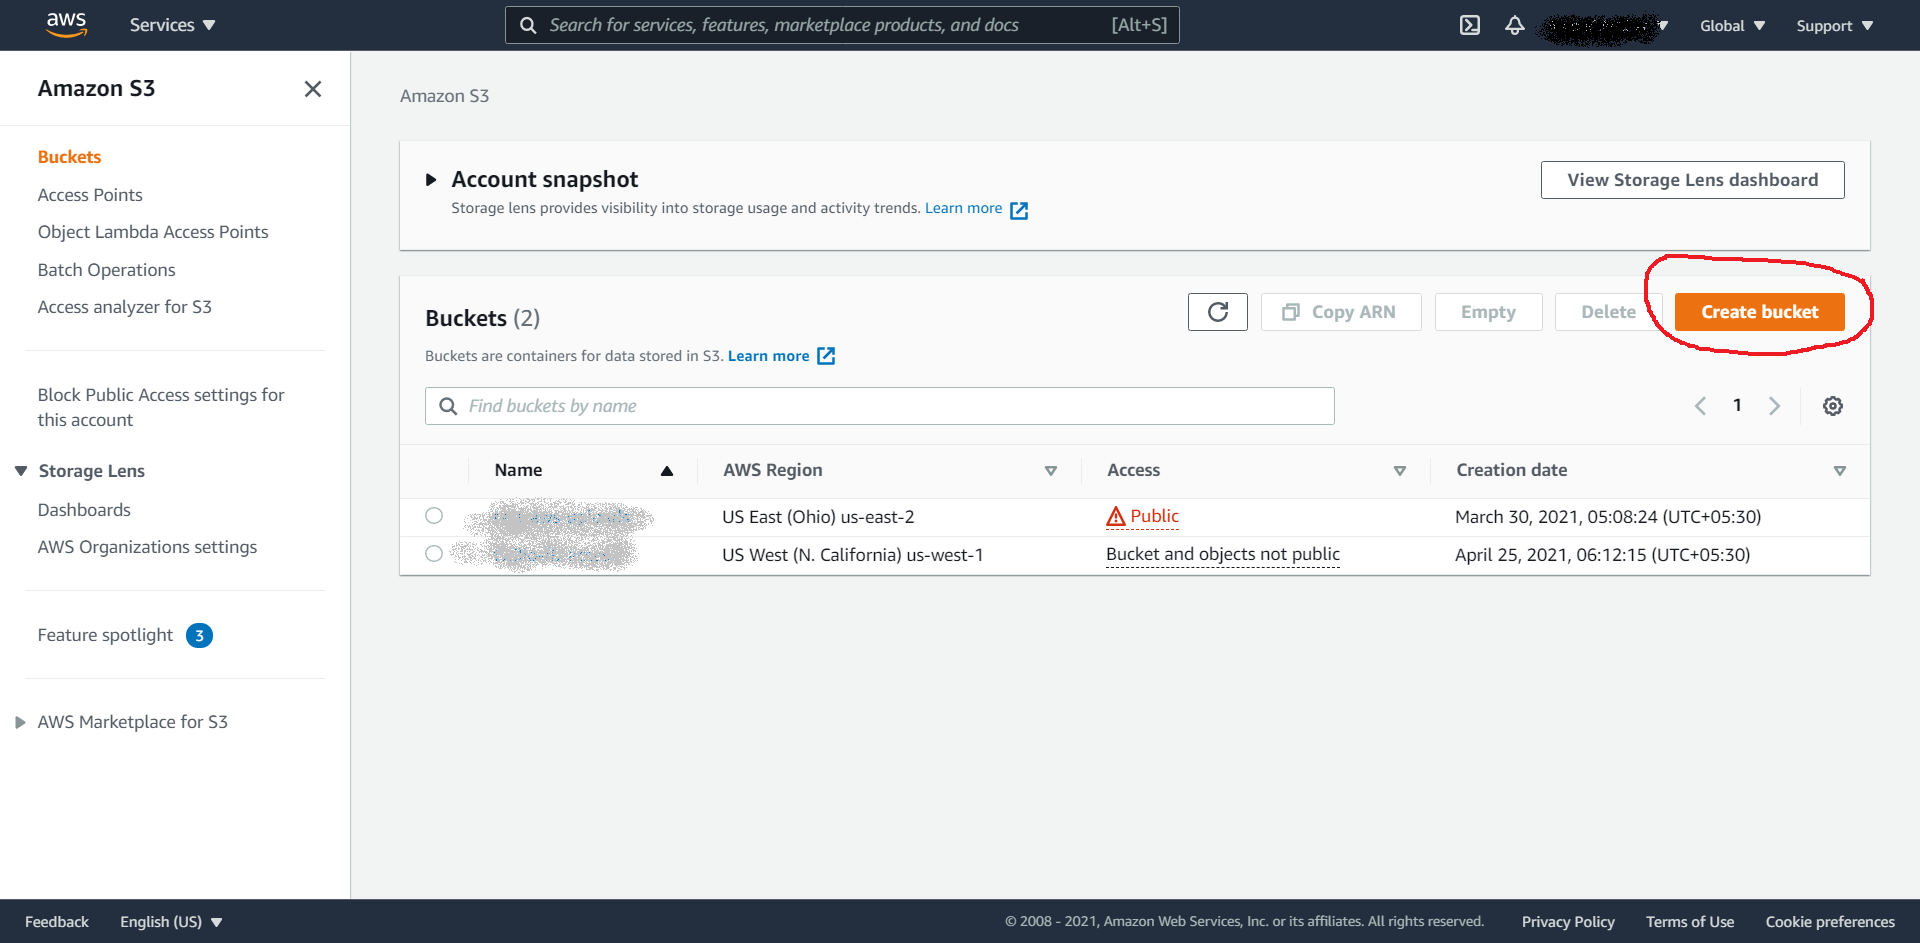 aws
Services
Search for services, features, marketplace products, and docs [Alt+S]
Global
Support
Amazon S3
Buckets
Access Points
Object Lambda Access Points
Batch Operations
Access analyzer for S3
Block Public Access settings for
this account
Storage Lens
Dashboards
AWS Organizations settings
Feature spotlight 3
AWS Marketplace for S3
Amazon S3
Account snapshot
Storage lens provides visibility into storage usage and activity trends. Learn more
View Storage Lens dashboard
Buckets (2)
Buckets are containers for data stored in S3. Learn more
Copy ARN
Empty
Delete
Create bucket
Find buckets by name
1
Name AWS Region Access Creation date
US East (Ohio) us-east-2 Public March 30, 2021, 05:08:24 (UTC+05:30)
US West (N. California) us-west-1 Bucket and objects not public April 25, 2021, 06:12:15 (UTC+05:30)
Feedback English (US) © 2008 - 2021, Amazon Web Services, Inc. or its affiliates. All rights reserved. Privacy Policy Terms of Use Cookie preferences